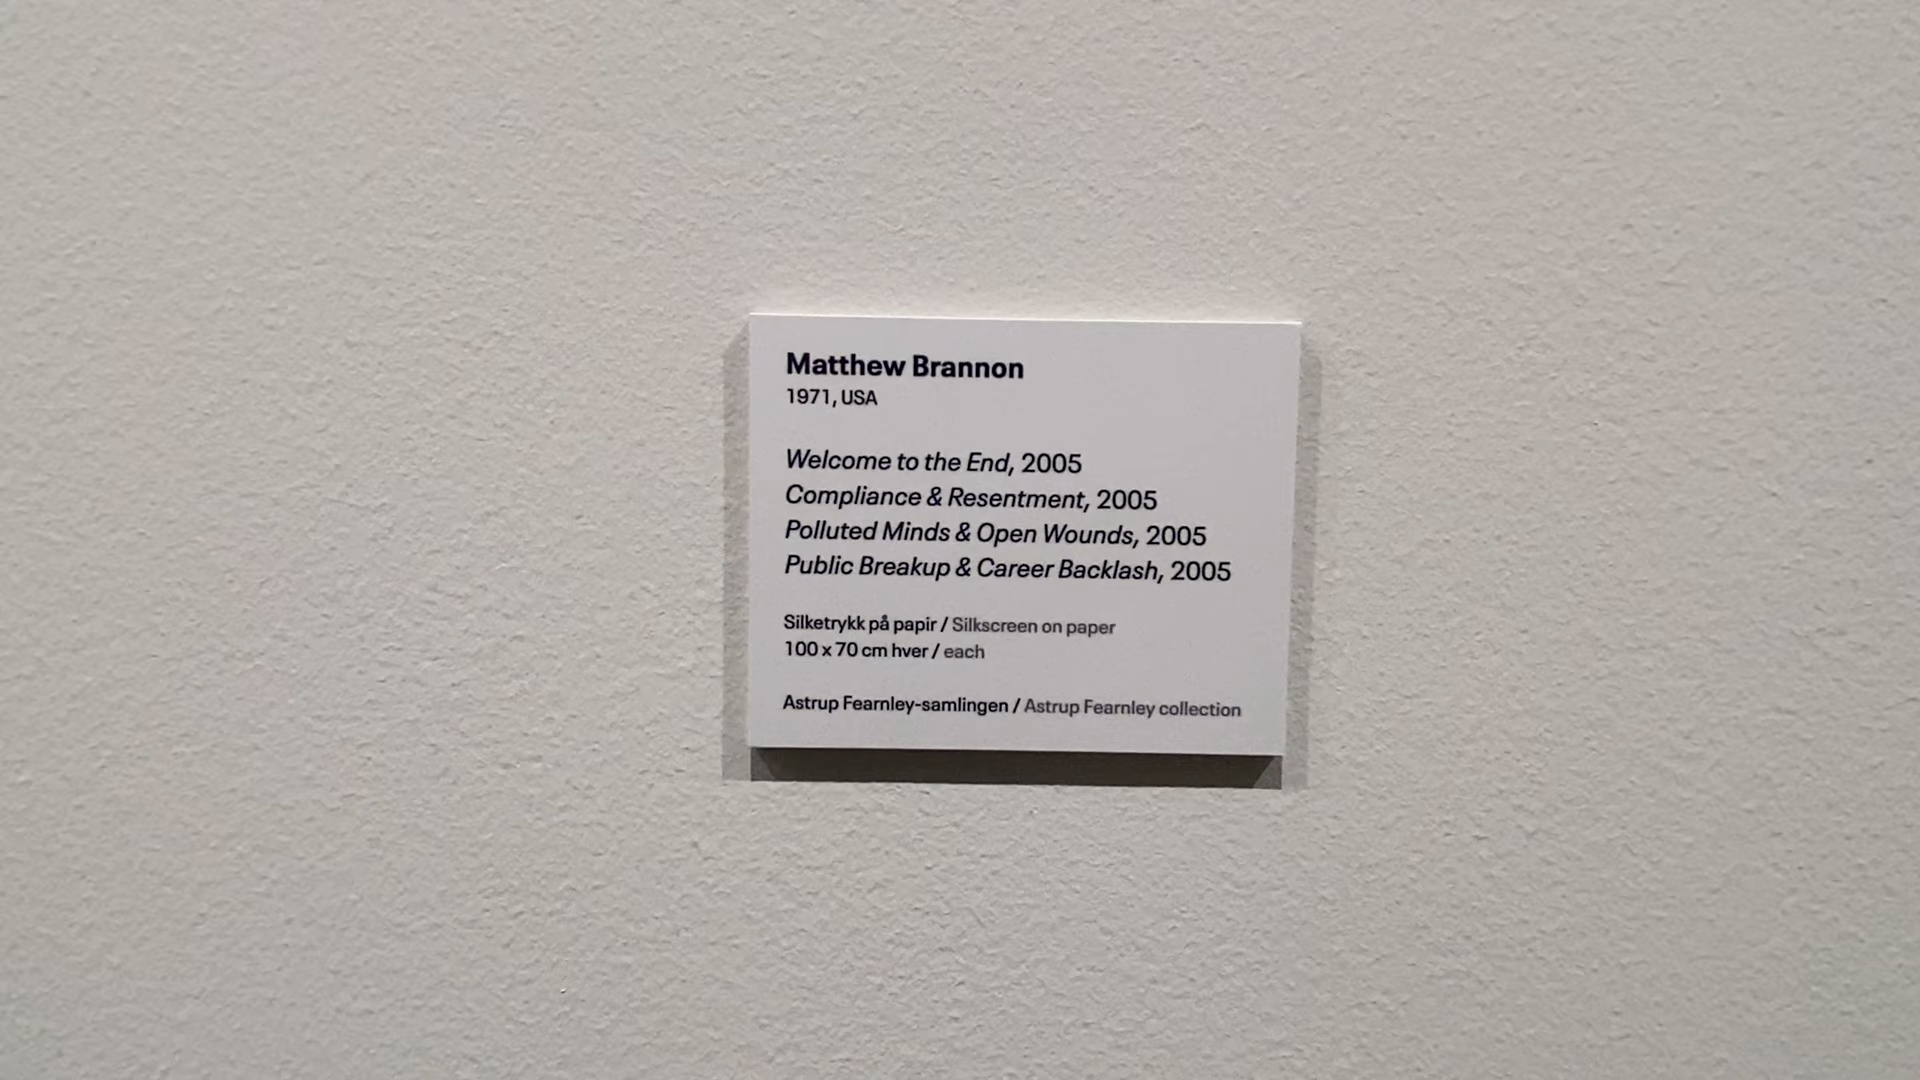 Matthew Brannon
1971, USA
Welcome to the End, 2005
Compliance & Resentment, 2005
Polluted Minds & Open Wounds, 2005
Public Breakup & Career Backlash, 2005
Silketrykk på papir / Silkscreen on paper
100 x 70 cm hver / each
Astrup Fearnley-samlingen / Astrup Fearnley collection